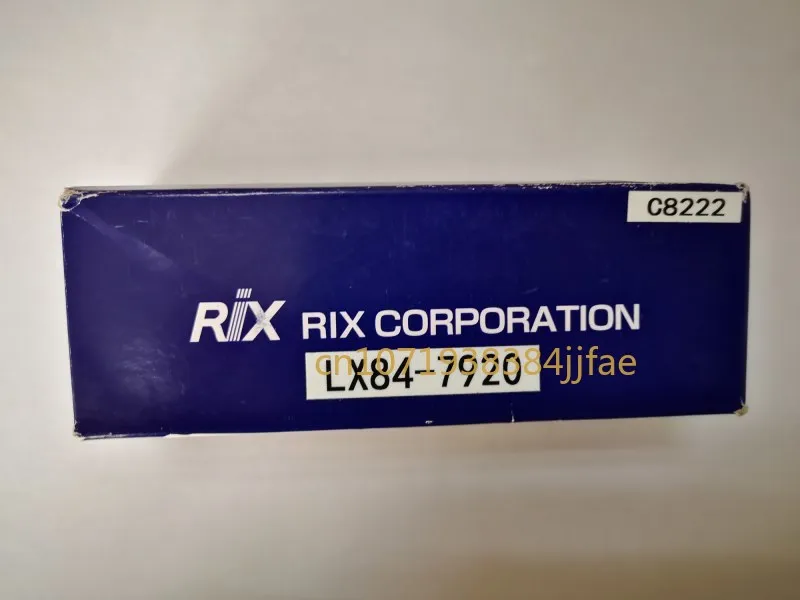 C8222
RiX RIX CORPORATION
LX84-7920
cn1071938384jjfae